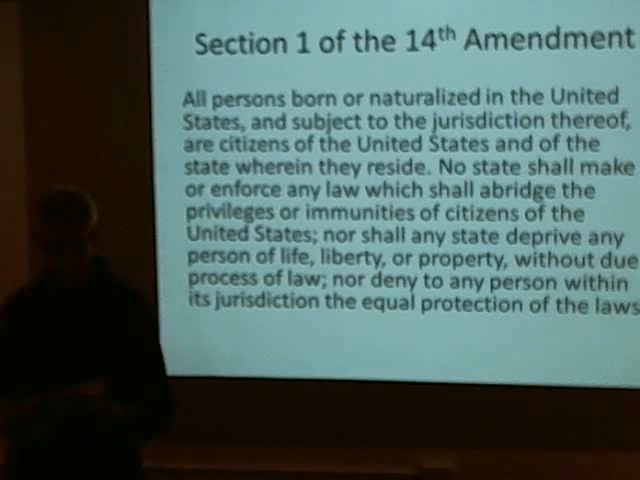 Section 1 of the 14th Amendment
All persons born or naturalized in the United
States, and subject to the jurisdiction thereof,
are citizens of the United States and of the
state wherein they reside. No state shall make
or enforce any law which shall abridge the
privileges or immunities of citizens of the
United States; nor shall any state deprive any
person of life, liberty, or property, without due
process of law; nor deny to any person within
its jurisdiction the equal protection of the laws